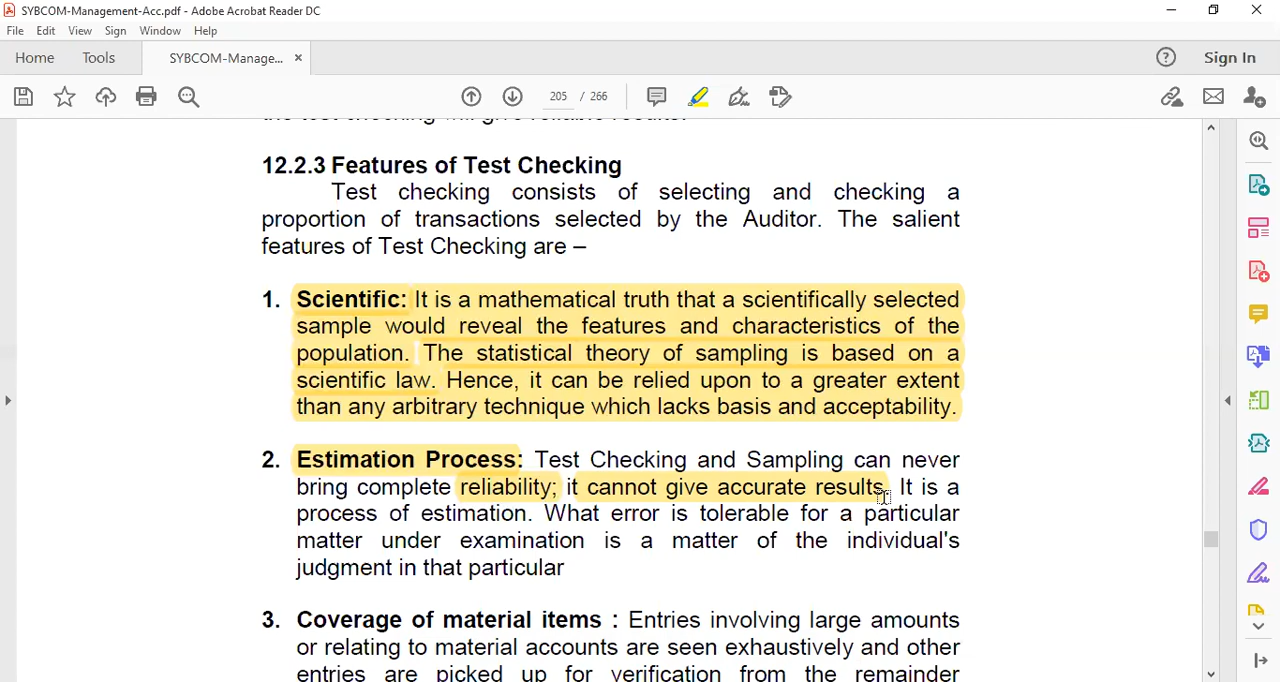 SYBCOM-Management-Acc.pdf - Adobe Acrobat Reader DC
File Edit View Sign Window Help
Home Tools SYBCOM-Manage... × Sign In
205 / 266
the test checking will give reliable results.
12.2.3 Features of Test Checking
Test checking consists of selecting and checking a
proportion of transactions selected by the Auditor. The salient
features of Test Checking are –
1. Scientific: It is a mathematical truth that a scientifically selected
sample would reveal the features and characteristics of the
population. The statistical theory of sampling is based on a
scientific law. Hence, it can be relied upon to a greater extent
than any arbitrary technique which lacks basis and acceptability.
2. Estimation Process: Test Checking and Sampling can never
bring complete reliability; it cannot give accurate results. It is a
process of estimation. What error is tolerable for a particular
matter under examination is a matter of the individual's
judgment in that particular
3. Coverage of material items : Entries involving large amounts
or relating to material accounts are seen exhaustively and other
entries are picked up for verification from the remainder